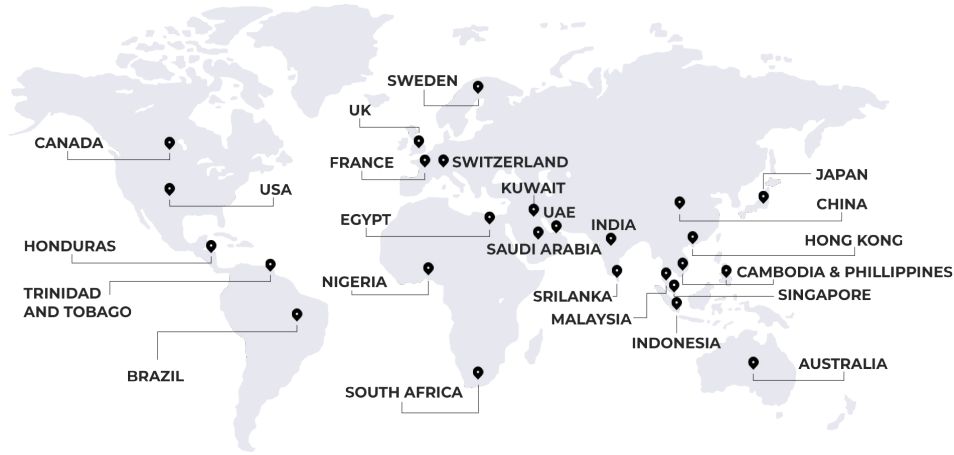 SWEDEN
UK
CANADA
FRANCE
SWITZERLAND
JAPAN
USA
KUWAIT
CHINA
EGYPT
UAE
INDIA
HONG KONG
HONDURAS
SAUDI ARABIA
CAMBODIA & PHILLIPPINES
NIGERIA
TRINIDAD
AND TOBAGO
SRILANKA
SINGAPORE
MALAYSIA
INDONESIA
AUSTRALIA
BRAZIL
SOUTH AFRICA